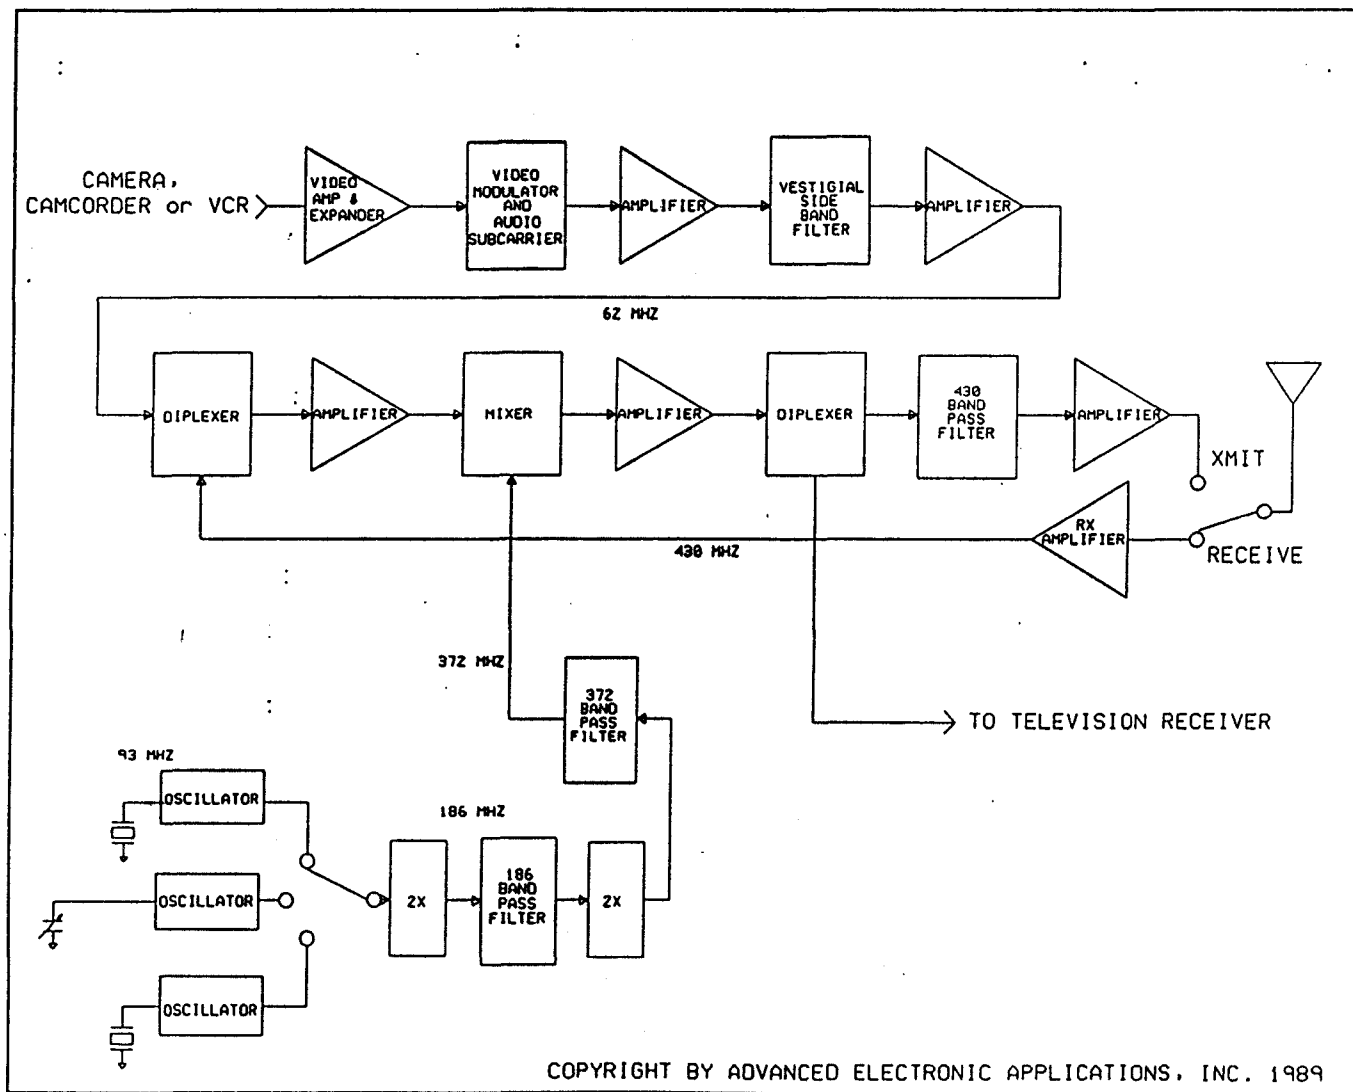 CAMERA,
CAMCORDER or VCR
VIDEO
AMP &
EXPANDER
VIDEO
MODULATOR
AND
AUDIO
SUBCARRIER
AMPLIFIER
VESTIGIAL
SIDE
BAND
FILTER
AMPLIFIER
62 MHZ
DIPLEXER
AMPLIFIER
MIXER
AMPLIFIER
DIPLEXER
430
BAND
PASS
FILTER
AMPLIFIER
XMIT
RX
AMPLIFIER
RECEIVE
430 MHZ
372 MHZ
372
BAND
PASS
FILTER
TO TELEVISION RECEIVER
93 MHZ
OSCILLATOR
186 MHZ
OSCILLATOR
2X
186
BAND
PASS
FILTER
2X
OSCILLATOR
COPYRIGHT BY ADVANCED ELECTRONIC APPLICATIONS, INC. 1989